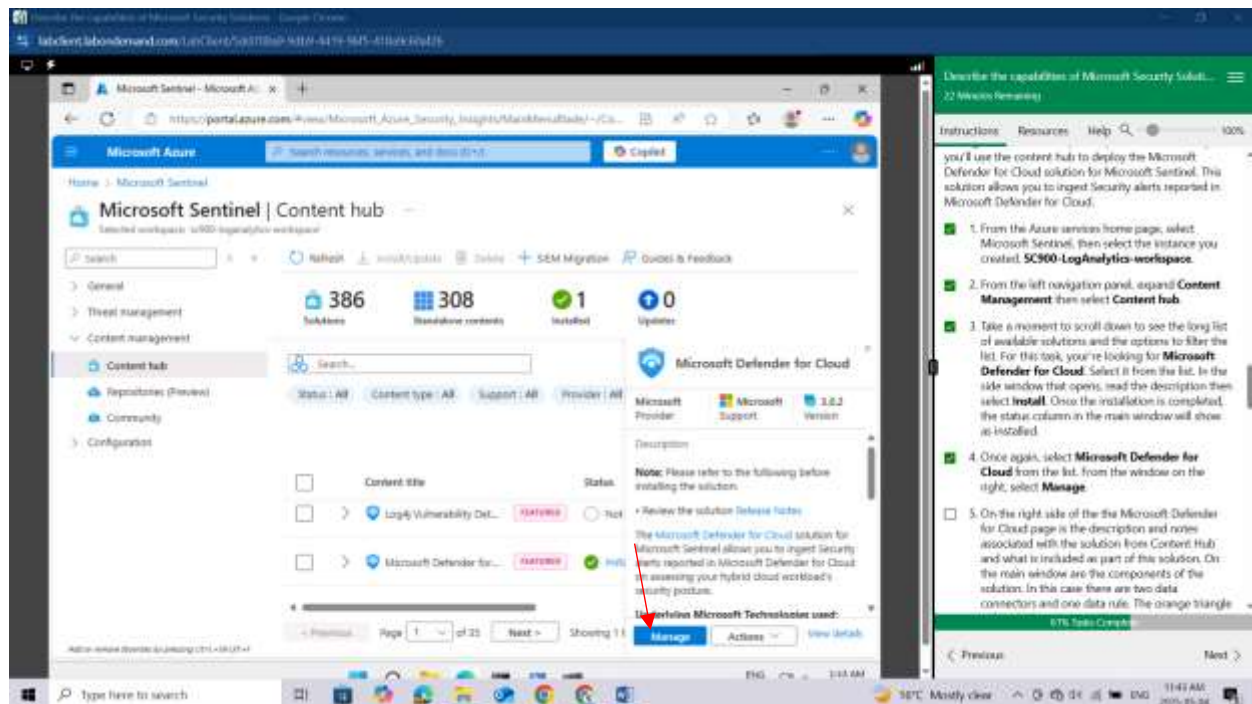 Describe the capabilities of Microsoft Security Solutions - Google Chrome
labclient.labondemand.com/LabClient/
Microsoft Sentinel - Microsoft A
portal.azure.com
Microsoft Azure
Search resources, services, and docs (G+/)
Copilot
Home > Microsoft Sentinel
Microsoft Sentinel | Content hub
Selected workspace: 'sc900-loganalytics-workspace'
Search
Refresh
Install/Update
Delete
SIEM Migration
Guides & Feedback
General
Threat management
Content management
Content hub
Repositories (Preview)
Community
Configuration
386
Solutions
308
Standalone contents
1
Installed
0
Updates
Search...
Status : All
Content type : All
Support : All
Provider : All
Content title
Status
Log4j Vulnerability Det...
FEATURED
Not
Microsoft Defender for...
FEATURED
< Previous
Page 1 of 13
Next >
Showing 1
Microsoft Defender for Cloud
Microsoft
Provider
Microsoft
Support
3.0.2
Version
Description
Note: Please refer to the following before
installing the solution:
• Review the solution Release Notes
The Microsoft Defender for Cloud solution for
Microsoft Sentinel allows you to ingest Security
alerts reported in Microsoft Defender for Cloud
on assessing your hybrid cloud workload's
security posture.
Underlying Microsoft Technologies used:
Manage
Actions
View details
Describe the capabilities of Microsoft Security Soluti...
22 Minutes Remaining
Instructions
Resources
Help
100%
you'll use the content hub to deploy the Microsoft
Defender for Cloud solution for Microsoft Sentinel. This
solution allows you to ingest Security alerts reported in
Microsoft Defender for Cloud.
1. From the Azure services home page, select
Microsoft Sentinel, then select the instance you
created, SC900-LogAnalytics-workspace.
2. From the left navigation panel, expand Content
Management then select Content hub.
3. Take a moment to scroll down to see the long list
of available solutions and the options to filter the
list. For this task, you're looking for Microsoft
Defender for Cloud. Select it from the list. In the
side window that opens, read the description then
select Install. Once the installation is completed,
the status column in the main window will show
as installed.
4. Once again, select Microsoft Defender for
Cloud from the list. From the window on the
right, select Manage.
5. On the right side of the the Microsoft Defender
for Cloud page is the description and notes
associated with the solution from Content Hub
and what is included as part of this solution. On
the main window are the components of the
solution. In this case there are two data
connectors and one data rule. The orange triangle
Tasks Complete
< Previous
Next >
ENG
Type here to search
Mostly clear
ENG
11:43 AM